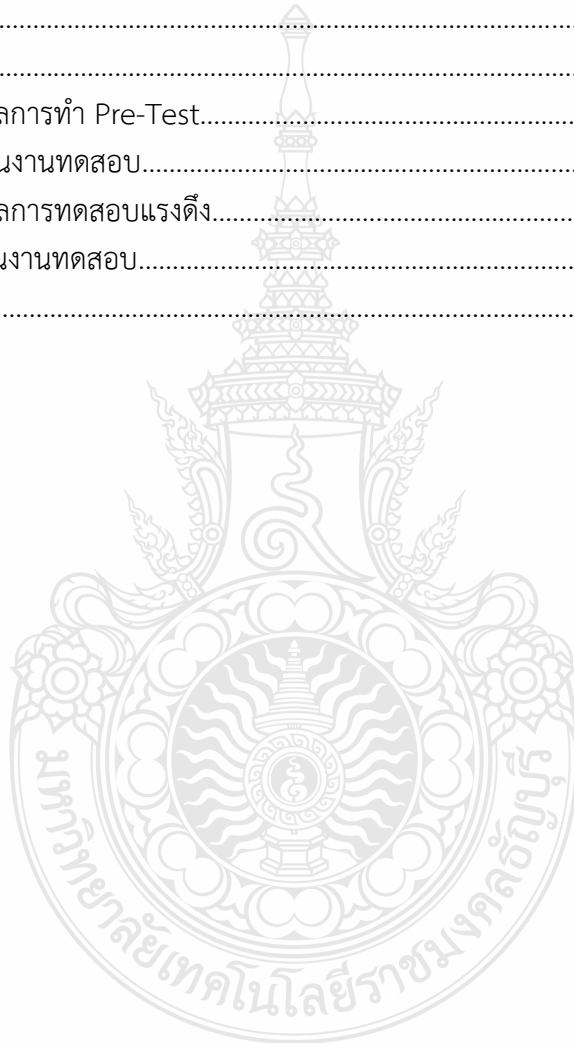 ................................................................
................................................................
ลการทำ Pre-Test................................................
นงานทดสอบ................................................
ลการทดสอบแรงดึง................................................
นงานทดสอบ................................................
................................................................
มหาวิทยาลัยเทคโนโลยีราชมงคลธัญบุรี